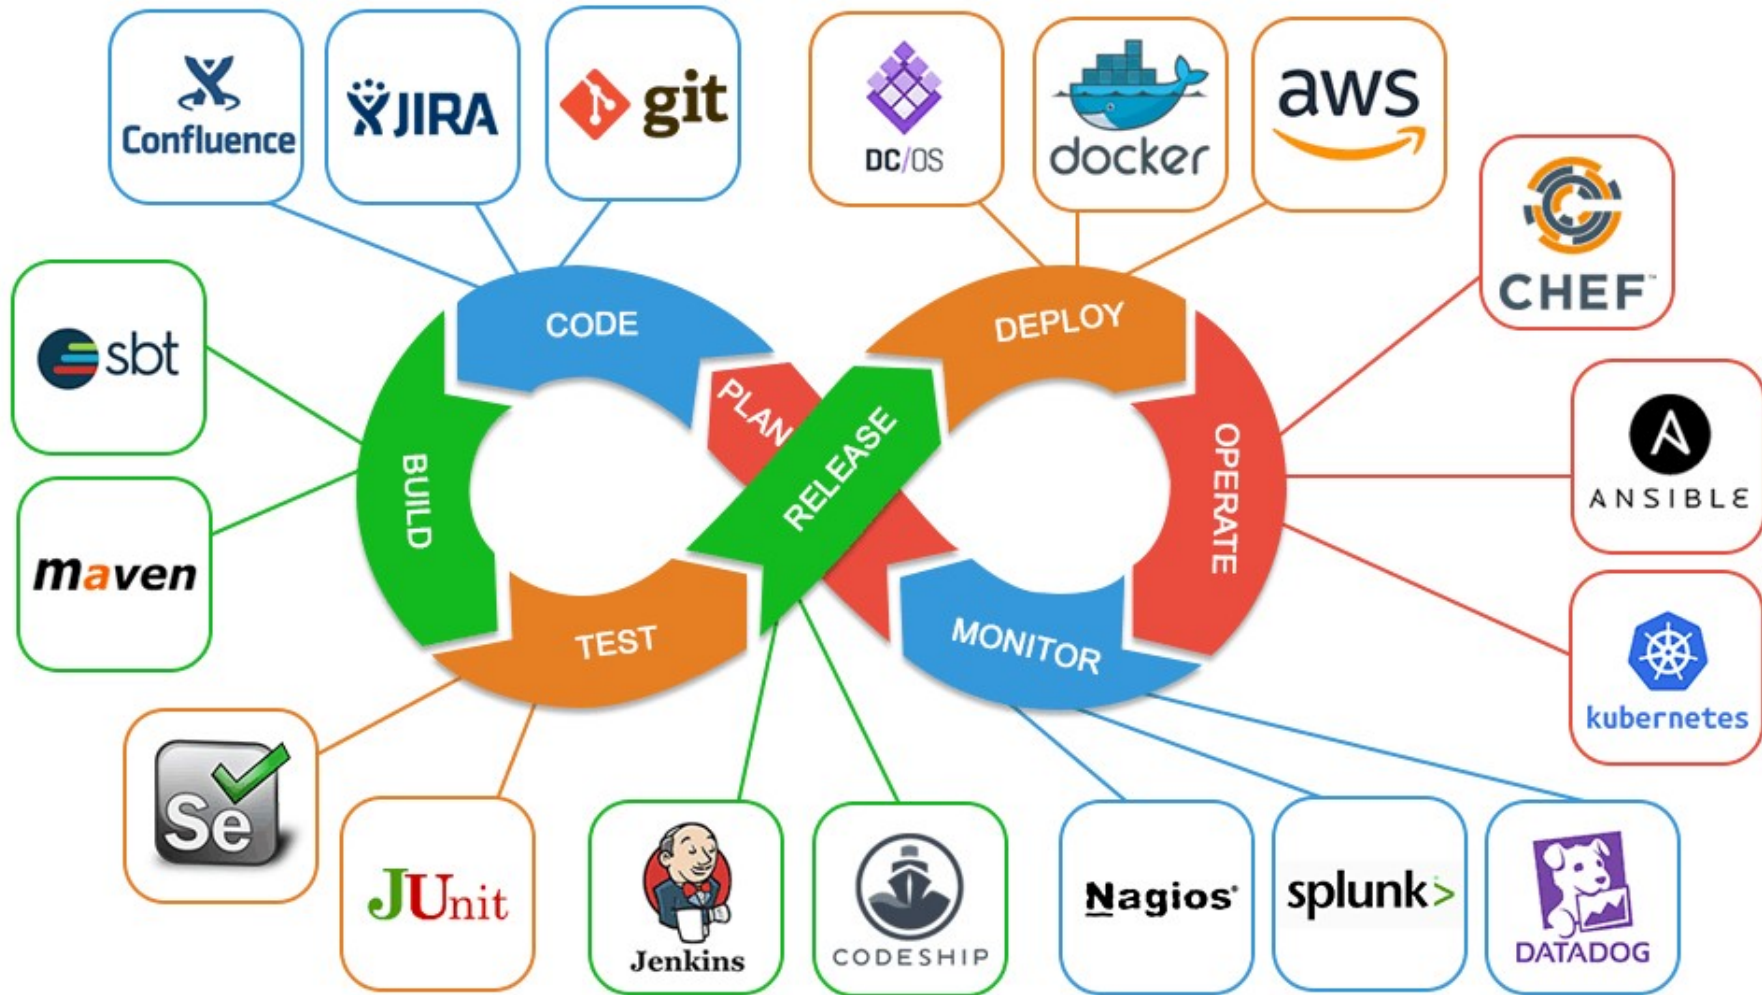 Confluence
JIRA
git
DC/OS
docker
aws
CHEF™
sbt
CODE
DEPLOY
PLAN
RELEASE
OPERATE
ANSIBLE
BUILD
maven
TEST
MONITOR
kubernetes
Se
JUnit
Jenkins
CODESHIP
Nagios®
splunk>
DATADOG